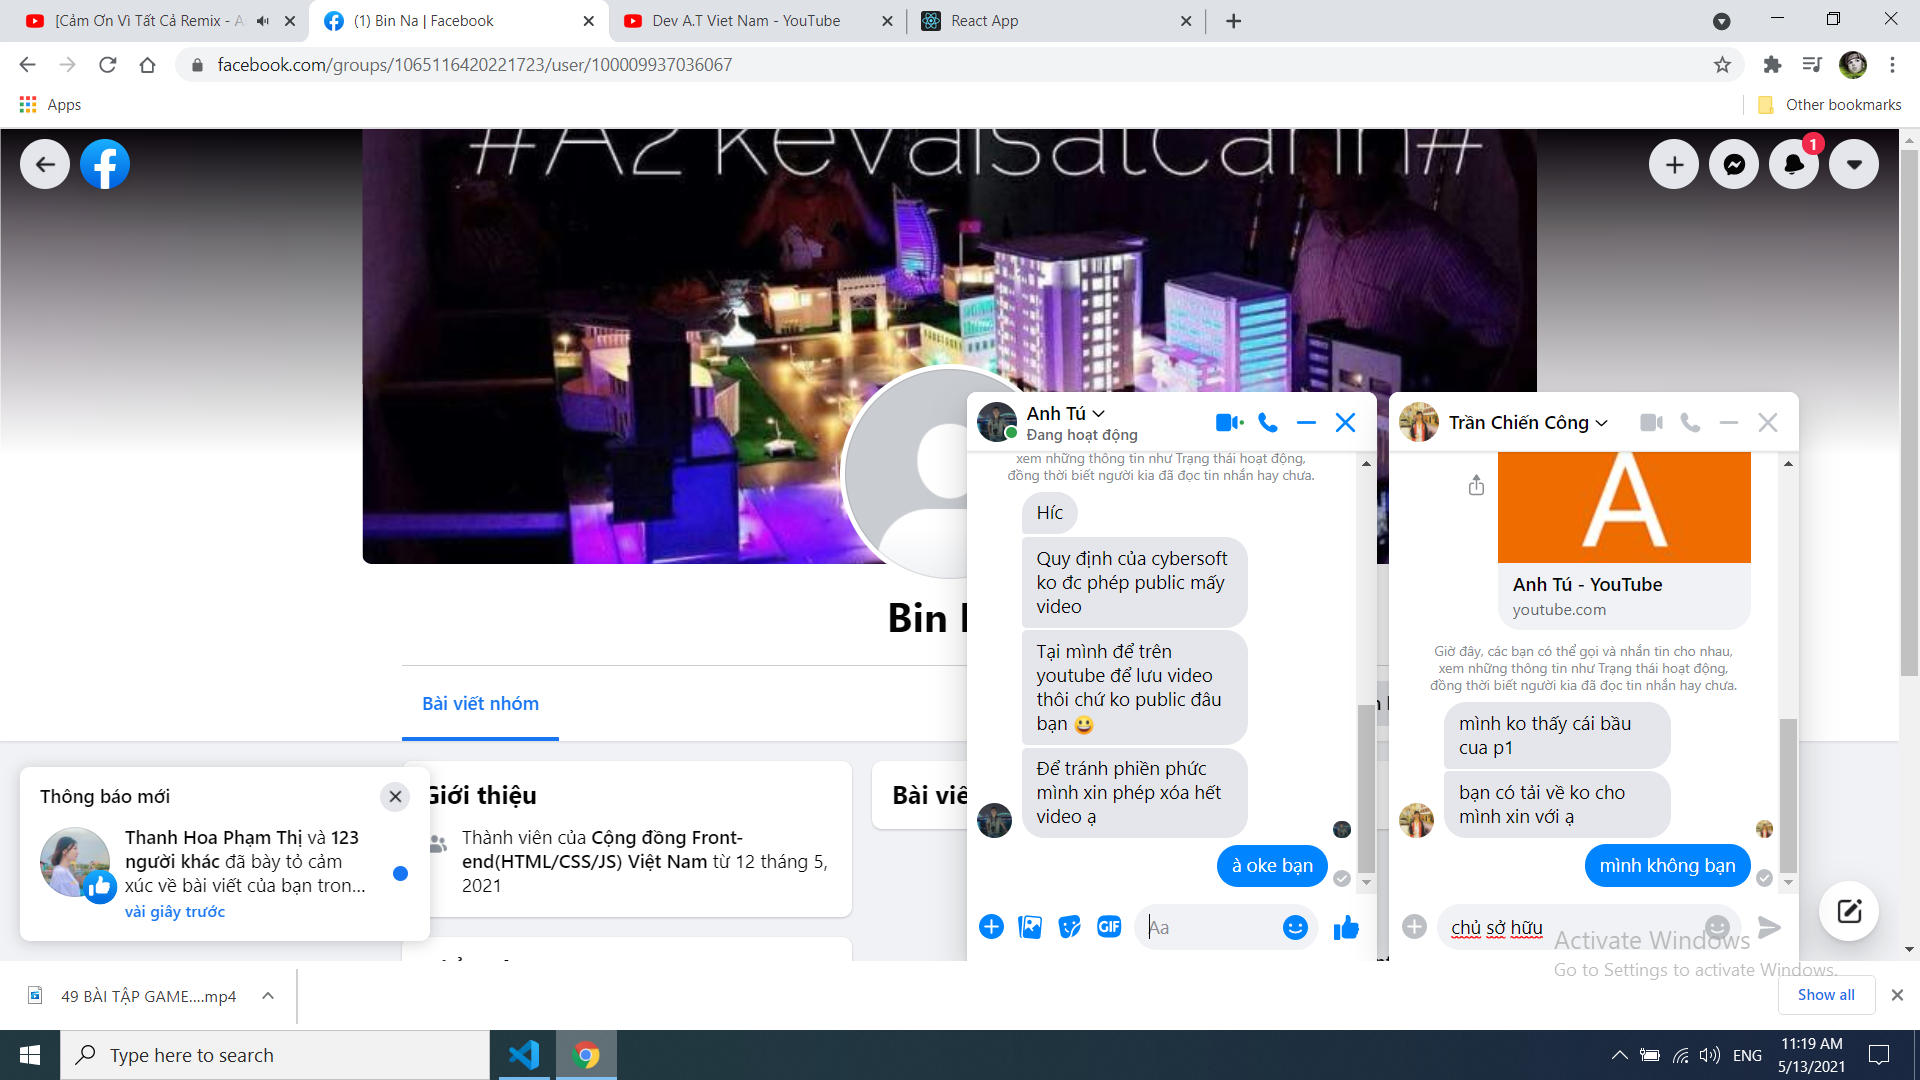 [Cảm Ơn Vì Tất Cả Remix - A
(1) Bin Na | Facebook
Dev A.T Viet Nam - YouTube
React App
facebook.com/groups/1065116420221723/user/100009937036067
Apps
Other bookmarks
#A2kevaisatcann#
1
Bin
Bài viết nhóm
Giới thiệu
Thành viên của Cộng đồng Front-
end(HTML/CSS/JS) Việt Nam từ 12 tháng 5,
2021
Bài viế
Thông báo mới
Thanh Hoa Phạm Thị và 123
người khác đã bày tỏ cảm
xúc về bài viết của bạn tron...
vài giây trước
Anh Tú
Đang hoạt động
xem những thông tin như Trạng thái hoạt động,
đồng thời biết người kia đã đọc tin nhắn hay chưa.
Híc
Quy định của cybersoft
ko đc phép public mấy
video
Tại mình để trên
youtube để lưu video
thôi chứ ko public đâu
bạn 😀
Để tránh phiền phức
mình xin phép xóa hết
video ạ
à oke bạn
GIF
Aa
Trần Chiến Công
A
Anh Tú - YouTube
youtube.com
Giờ đây, các bạn có thể gọi và nhắn tin cho nhau,
xem những thông tin như Trạng thái hoạt động,
đồng thời biết người kia đã đọc tin nhắn hay chưa.
mình ko thấy cái bầu
cua p1
bạn có tải về ko cho
mình xin với ạ
mình không bạn
chủ sở hữu
Activate Windows
Go to Settings to activate Windows.
49 BÀI TẬP GAME....mp4
Show all
Type here to search
ENG
11:19 AM
5/13/2021